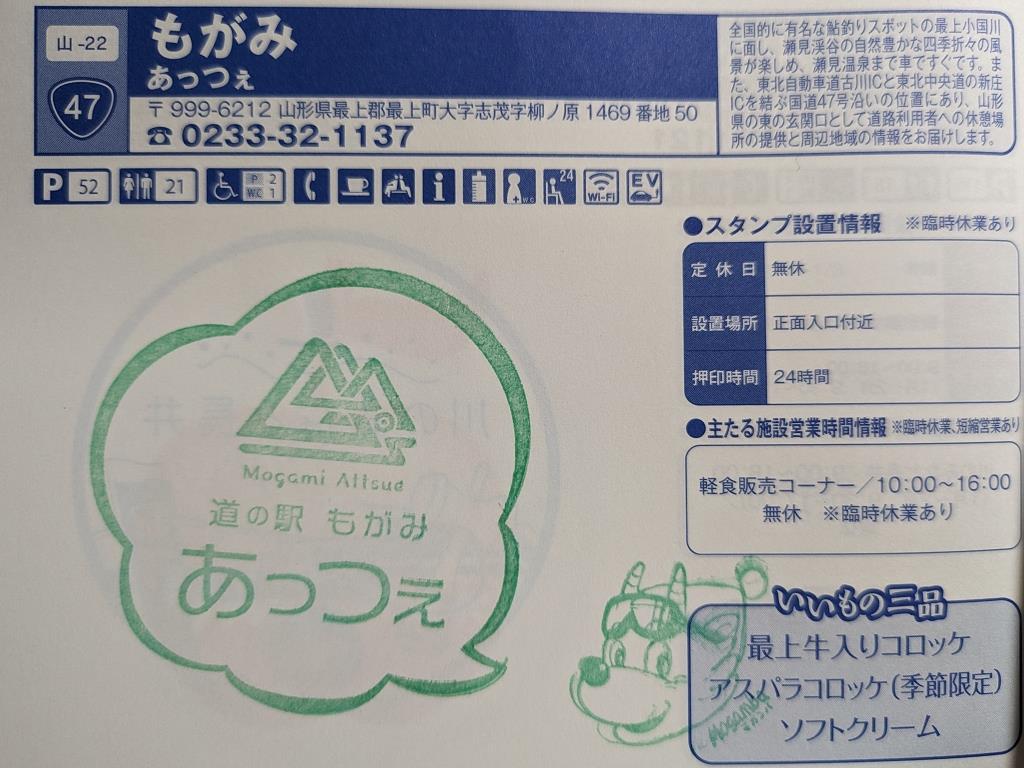 山-22
47
もがみ
あっつぇ
〒999-6212 山形県最上郡最上町大字志茂字柳ノ原1469番地50
☎0233-32-1137
全国的に有名な鮎釣りスポットの最上小国川
に面し、瀬見渓谷の自然豊かな四季折々の風
景が楽しめ、瀬見温泉まで車ですぐです。ま
た、東北自動車道古川ICと東北中央道の新庄
ICを結ぶ国道47号沿いの位置にあり、山形県
の東の玄関口として道路利用者への休憩場
所の提供と周辺地域の情報をお届けします。
P 52 21 P 2 WC 1 i +WC 24 Wi-Fi EV
●スタンプ設置情報 ※臨時休業あり
定休日 無休
設置場所 正面入口付近
押印時間 24時間
●主たる施設営業時間情報 ※臨時休業、短縮営業あり
軽食販売コーナー/10:00〜16:00
無休 ※臨時休業あり
いいもの三品
最上牛入りコロッケ
アスパラコロッケ(季節限定)
ソフトクリーム
Mogami Attsue
道の駅 もがみ
あっつぇ